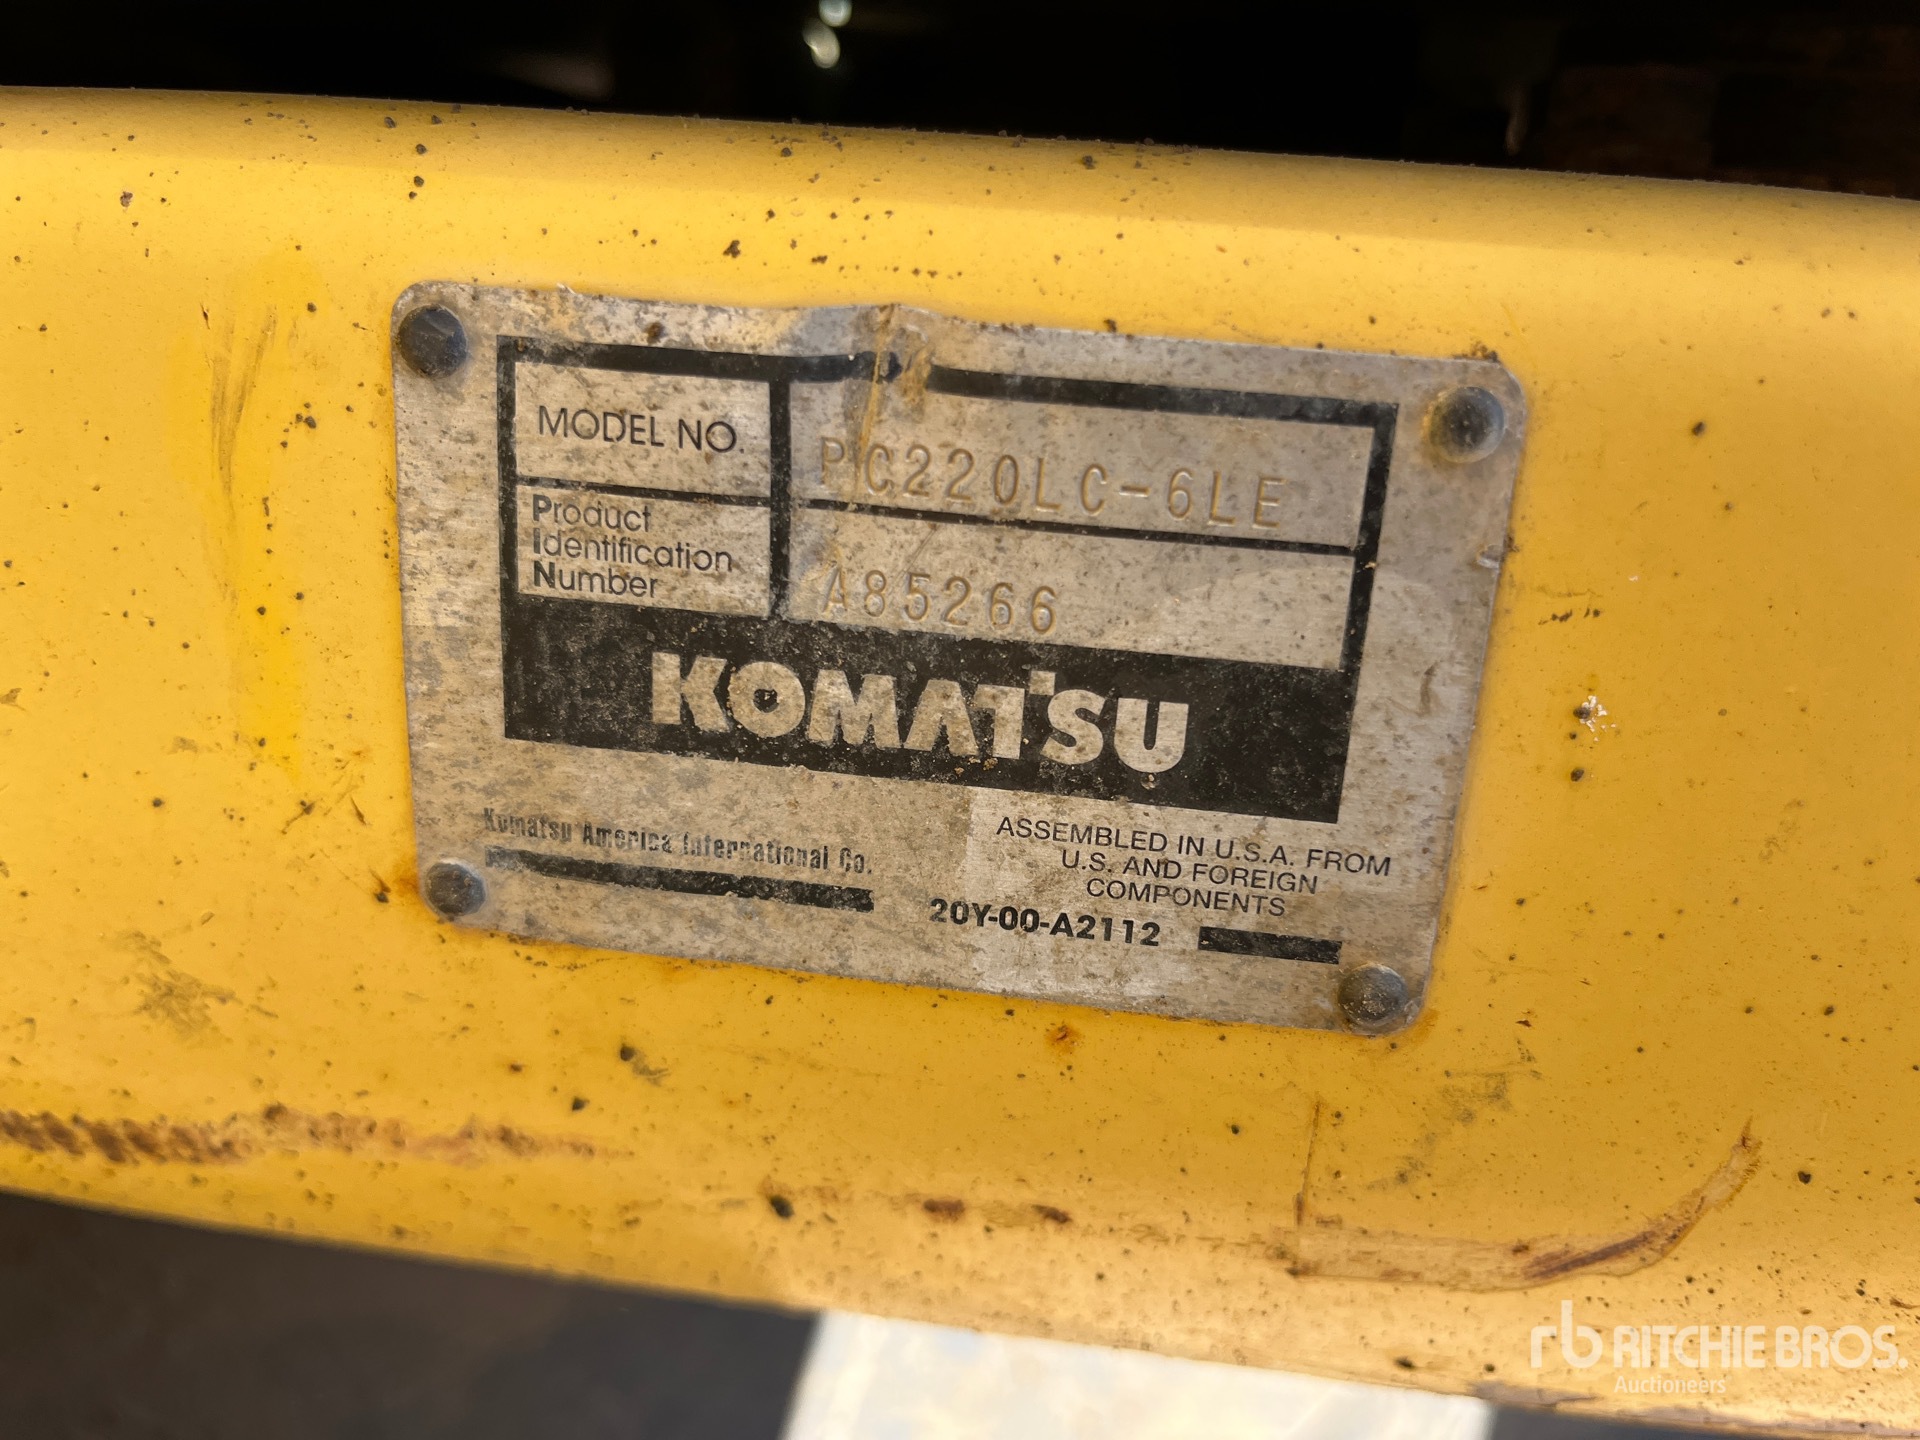 MODEL NO. PC220LC-6LE
Product
Identification
Number
A85266
KOMATSU
Komatsu America International Co.
ASSEMBLED IN U.S.A. FROM
U.S. AND FOREIGN
COMPONENTS
20Y-00-A2112
rb RITCHIE BROS.
Auctioneers